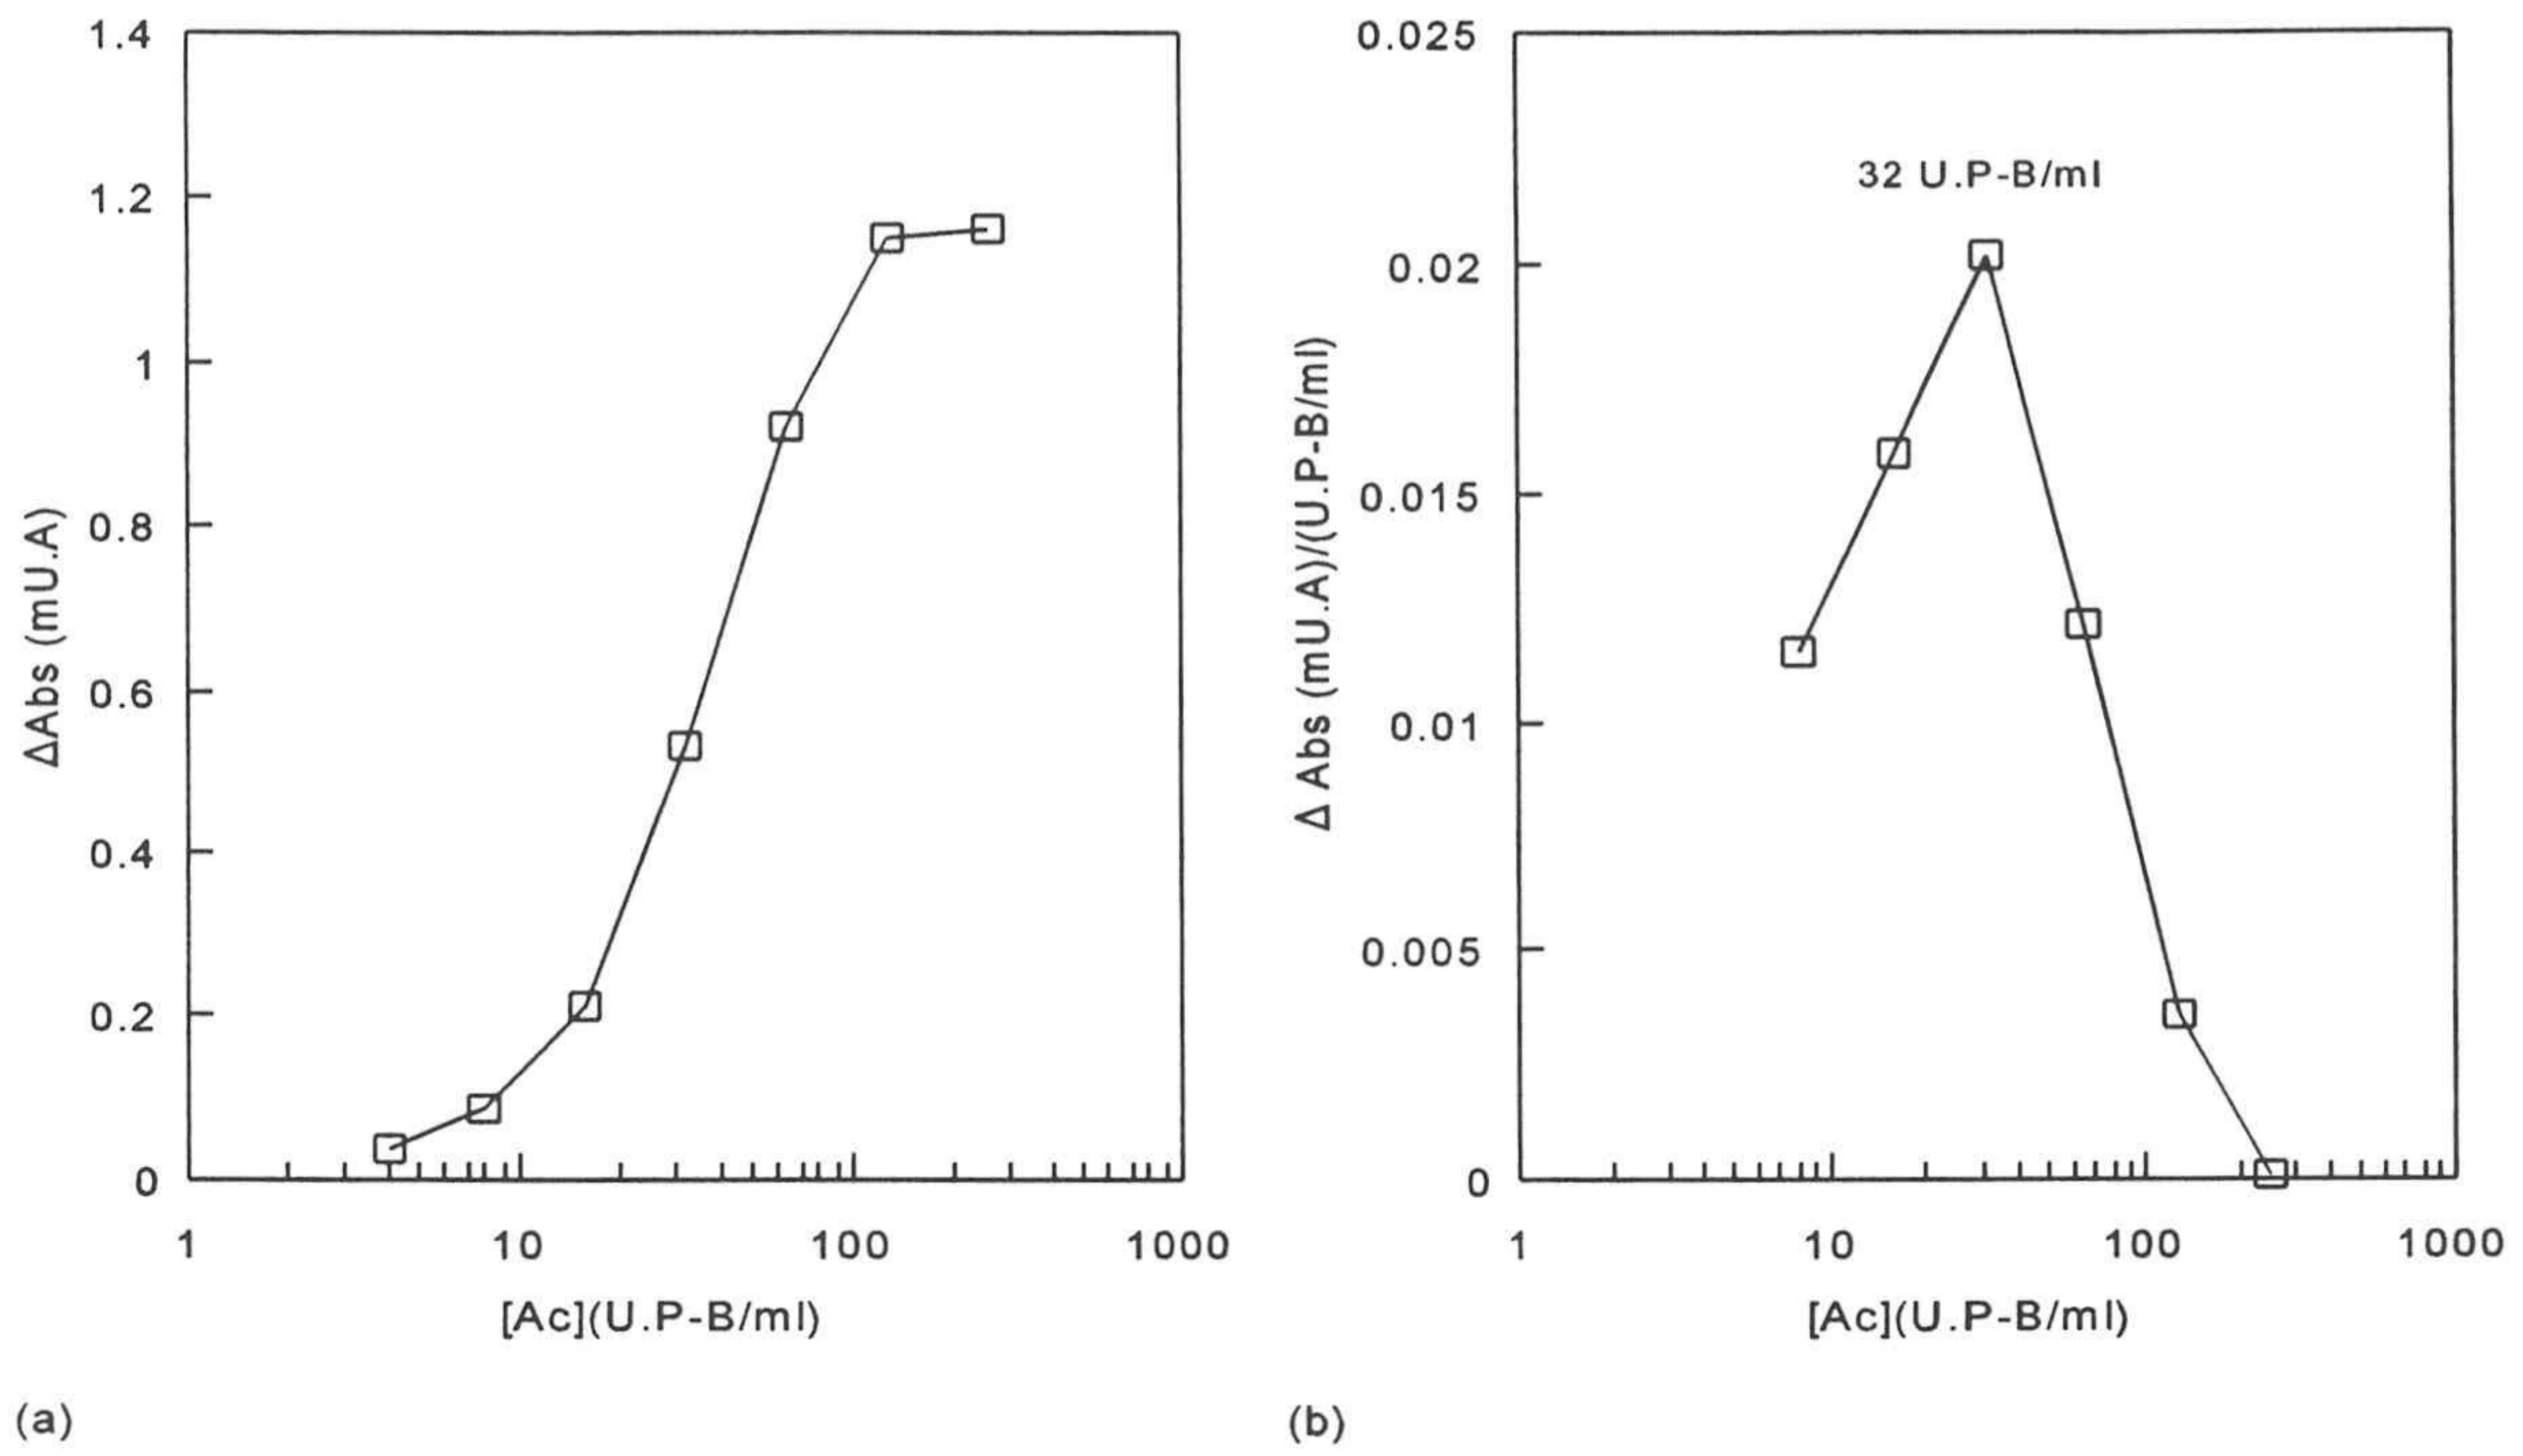 1.4
1.2
1
0.8
0.6
0.4
0.2
0
ΔAbs (mU.A)
1 10 100 1000
[Ac](U.P-B/ml)
(a)
0.025
0.02
0.015
0.01
0.005
0
Δ Abs (mU.A)/(U.P-B/ml)
32 U.P-B/ml
1 10 100 1000
[Ac](U.P-B/ml)
(b)